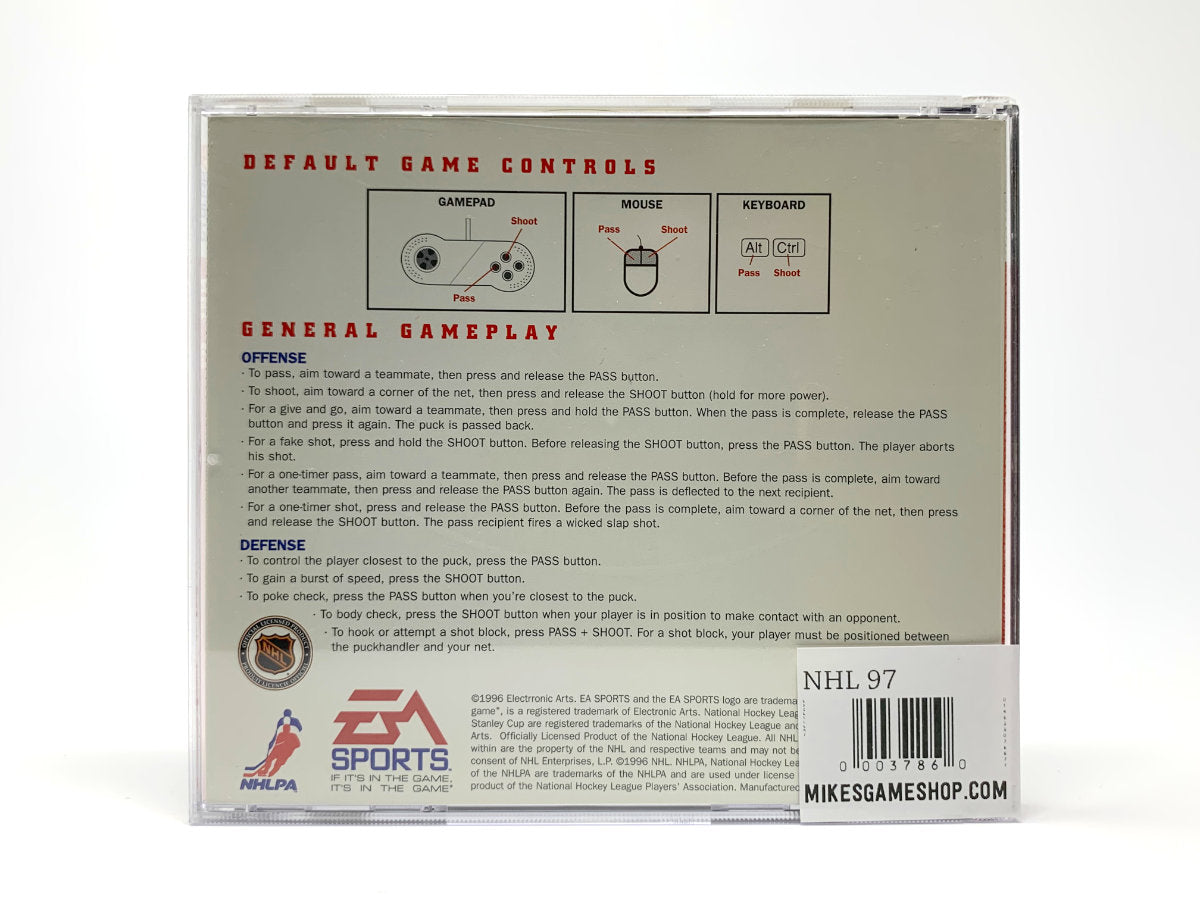 DEFAULT GAME CONTROLS
GAMEPAD
Shoot
Pass
MOUSE
Pass
Shoot
KEYBOARD
Alt
Ctrl
Pass
Shoot
GENERAL GAMEPLAY
OFFENSE
· To pass, aim toward a teammate, then press and release the PASS button.
· To shoot, aim toward a corner of the net, then press and release the SHOOT button (hold for more power).
· For a give and go, aim toward a teammate, then press and hold the PASS button. When the pass is complete, release the PASS
button and press it again. The puck is passed back.
· For a fake shot, press and hold the SHOOT button. Before releasing the SHOOT button, press the PASS button. The player aborts
his shot.
· For a one-timer pass, aim toward a teammate, then press and release the PASS button. Before the pass is complete, aim toward
another teammate, then press and release the PASS button again. The pass is deflected to the next recipient.
· For a one-timer shot, press and release the PASS button. Before the pass is complete, aim toward a corner of the net, then press
and release the SHOOT button. The pass recipient fires a wicked slap shot.
DEFENSE
· To control the player closest to the puck, press the PASS button.
· To gain a burst of speed, press the SHOOT button.
· To poke check, press the PASS button when you're closest to the puck.
· To body check, press the SHOOT button when your player is in position to make contact with an opponent.
· To hook or attempt a shot block, press PASS + SHOOT. For a shot block, your player must be positioned between
the puckhandler and your net.
OFFICIAL LICENSED PRODUCT
NHL
PRODUIT LICENCIÉ OFFICIEL
NHLPA
EA
SPORTS
IF IT'S IN THE GAME,
IT'S IN THE GAME"
©1996 Electronic Arts. EA SPORTS and the EA SPORTS logo are
game", is a registered trademark of Electronic Arts. National Hockey
Stanley Cup are registered trademarks of the National Hockey League
Arts. Officially Licensed Product of the National Hockey League. All NHL
within are the property of the NHL and respective teams and may not be
consent of NHL Enterprises, L.P. ©1996 NHL. NHLPA, National Hockey
of the NHLPA are trademarks of the NHLPA and are used under license
product of the National Hockey League Players' Association. Manufactured
NHL 97
0 003786 0
MIKESGAMESHOP.COM